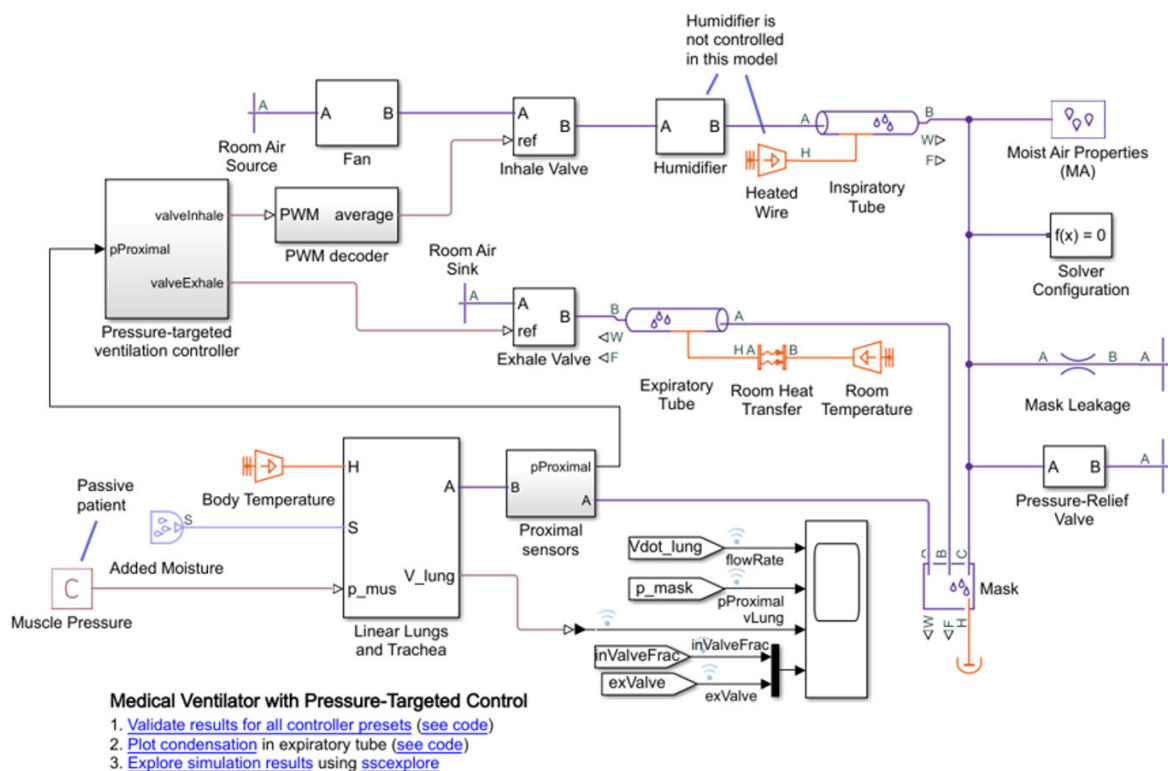 Humidifier is
not controlled
in this model
A
Room Air
Source
A
B
Fan
A
B
ref
Inhale Valve
A
B
Humidifier
A
B
W
F
H
Heated
Wire
Inspiratory
Tube
Moist Air Properties
(MA)
f(x) = 0
Solver
Configuration
valveInhale
pProximal
valveExhale
Pressure-targeted
ventilation controller
PWM
average
PWM decoder
Room Air
Sink
A
A
B
ref
Exhale Valve
B
W
F
A
H
A
B
Expiratory
Tube
Room Heat
Transfer
Room
Temperature
A
B
A
Mask Leakage
A
B
A
Pressure-Relief
Valve
Passive
patient
Body Temperature
S
Added Moisture
C
Muscle Pressure
H
S
p_mus
A
V_lung
Linear Lungs
and Trachea
B
pProximal
A
Proximal
sensors
Vdot_lung
flowRate
p_mask
pProximal
vLung
inValveFrac
inValveFrac
exValve
exValve
B
C
Mask
W
F
H
Medical Ventilator with Pressure-Targeted Control
1. Validate results for all controller presets (see code)
2. Plot condensation in expiratory tube (see code)
3. Explore simulation results using sscexplore